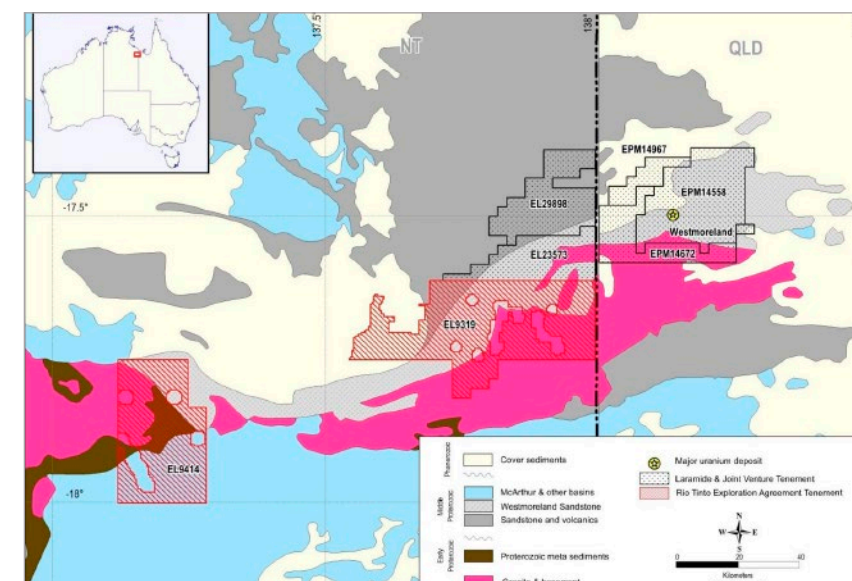 137.5°
138°
NT
QLD
EPM14967
EPM14558
EL29898
-17.5°
Westmoreland
EL23573
EPM14672
EL9319
EL9414
-18°
Phanerozoic
Cover sediments
Middle
Proterozoic
McArthur & other basins
Westmoreland Sandstone
Sandstone and volcanics
Early
Proterozoic
Proterozoic meta sediments
Granite & basement
Major uranium deposit
Laramide & Joint Venture Tenement
Rio Tinto Exploration Agreement Tenement
N
W
E
S
0
20
40
Kilometers